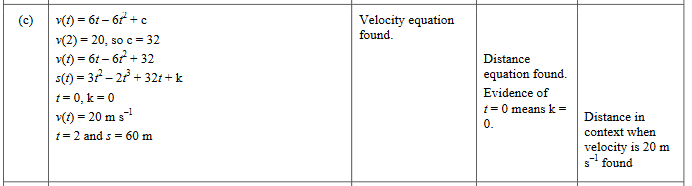 (c)
v(t) = 6t – 6t² + c
v(2) = 20, so c = 32
v(t) = 6t – 6t² + 32
s(t) = 3t² – 2t³ + 32t + k
t = 0, k = 0
v(t) = 20 m s⁻¹
t = 2 and s = 60 m
Velocity equation
found.
Distance
equation found.
Evidence of
t = 0 means k =
0.
Distance in
context when
velocity is 20 m
s⁻¹ found